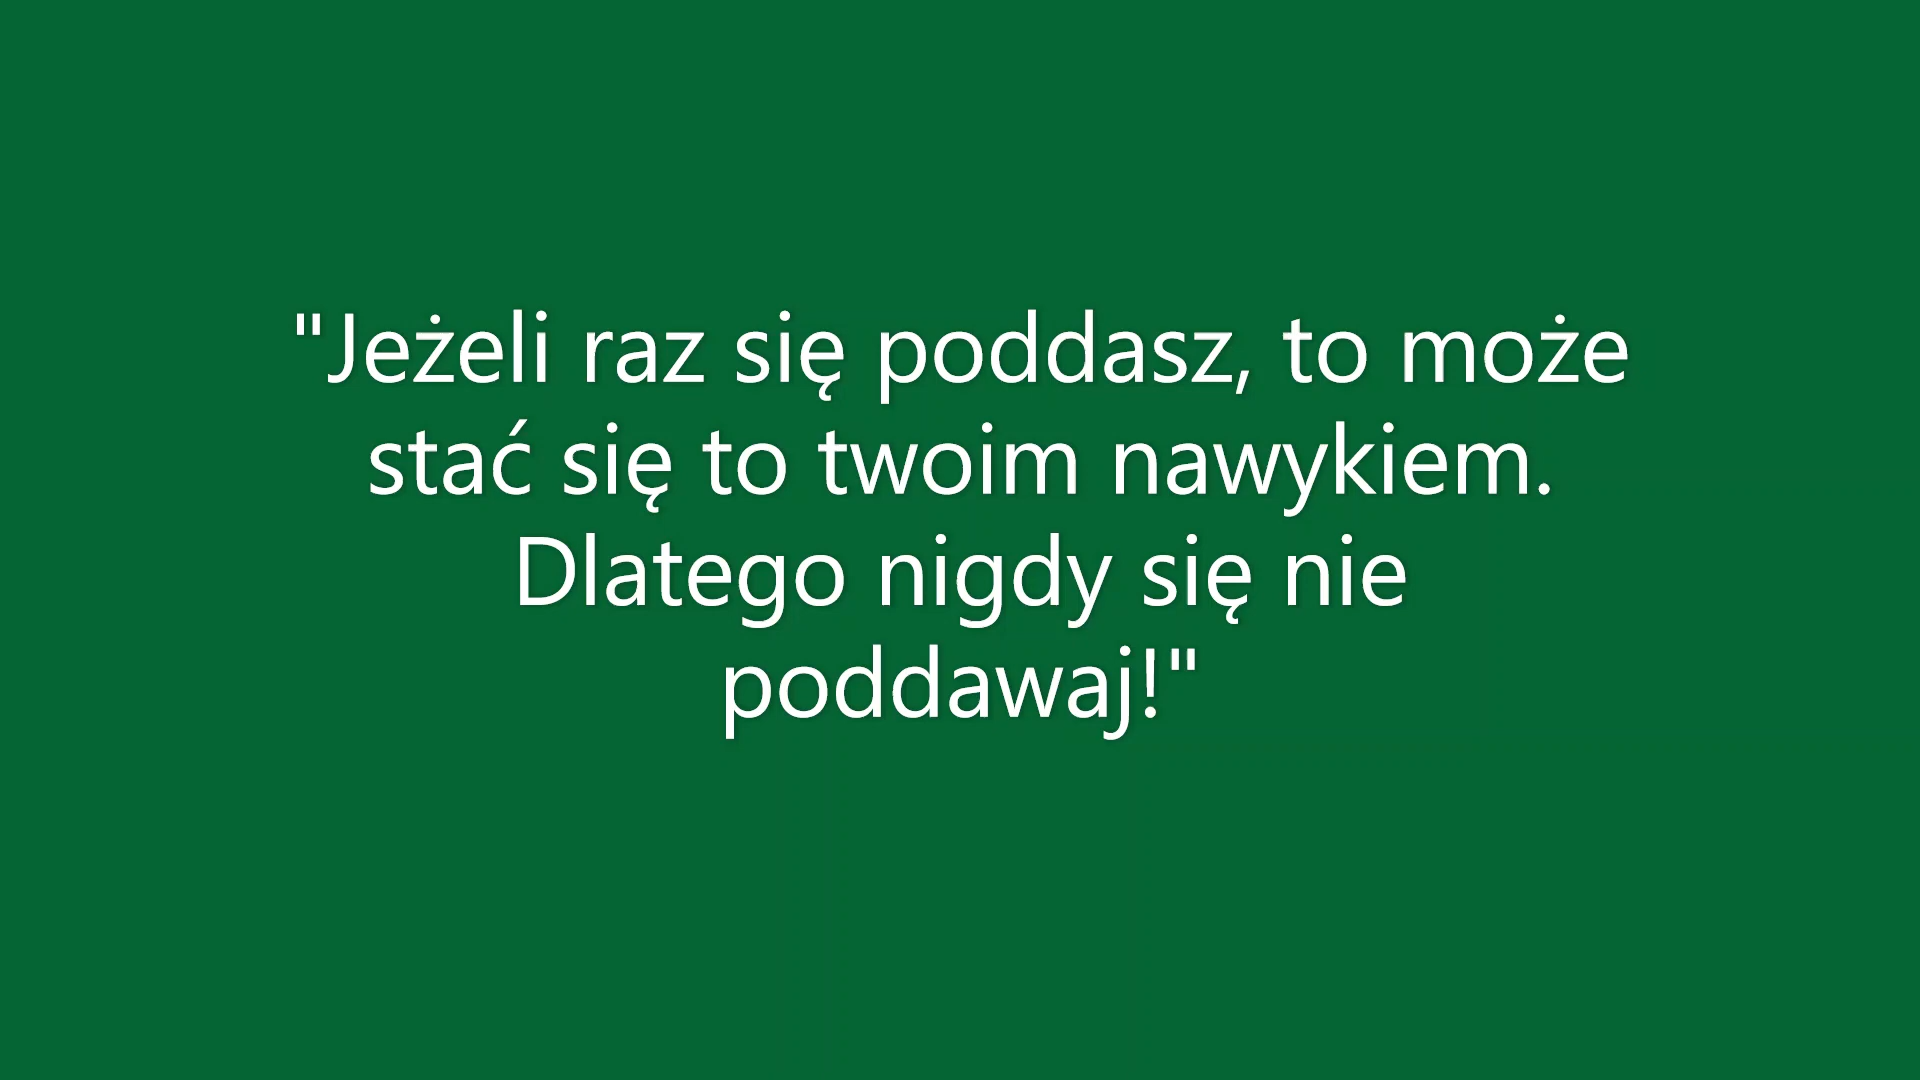 "Jeżeli raz się poddasz, to może
stać się to twoim nawykiem.
Dlatego nigdy się nie
poddawaj!"